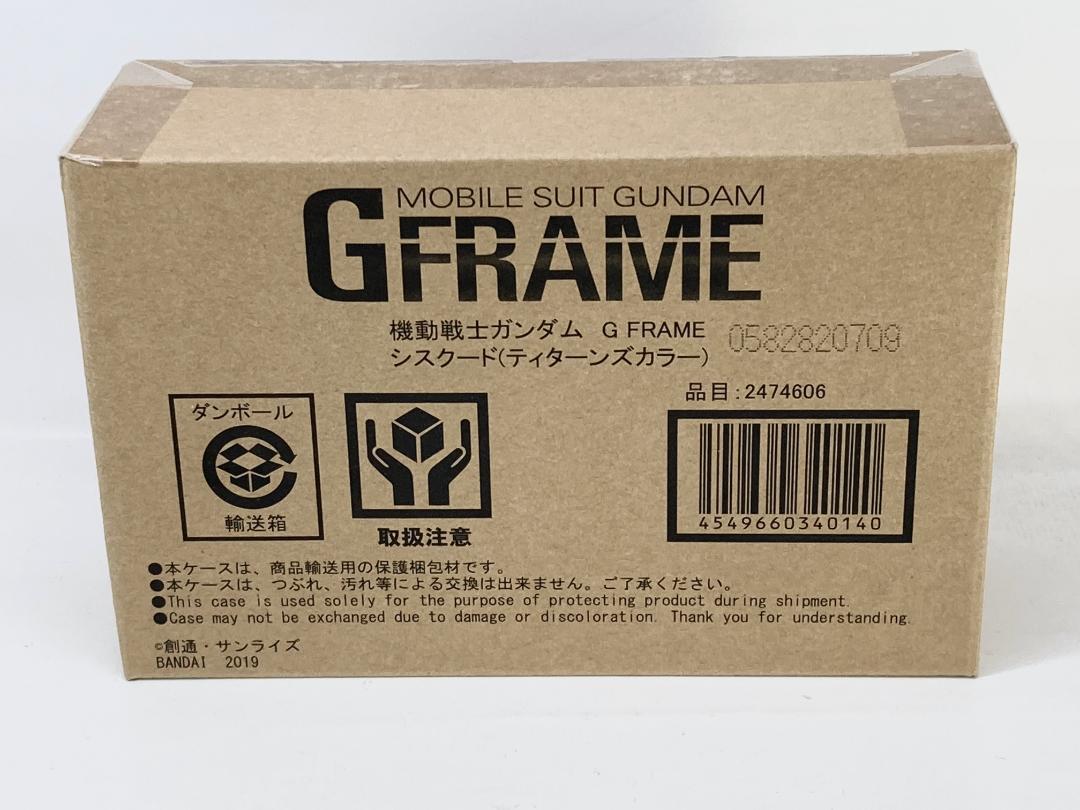 MOBILE SUIT GUNDAM
GFRAME
機動戦士ガンダム G FRAME
シスクード(ティターンズカラー)
0582820709
品目:2474606
ダンボール
輸送箱
取扱注意
4549660340140
●本ケースは、商品輸送用の保護梱包材です。
●本ケースは、つぶれ、汚れ等による交換は出来ません。ご了承ください。
●This case is used solely for the purpose of protecting product during shipment.
●Case may not be exchanged due to damage or discoloration. Thank you for understanding.
©創通・サンライズ
BANDAI 2019